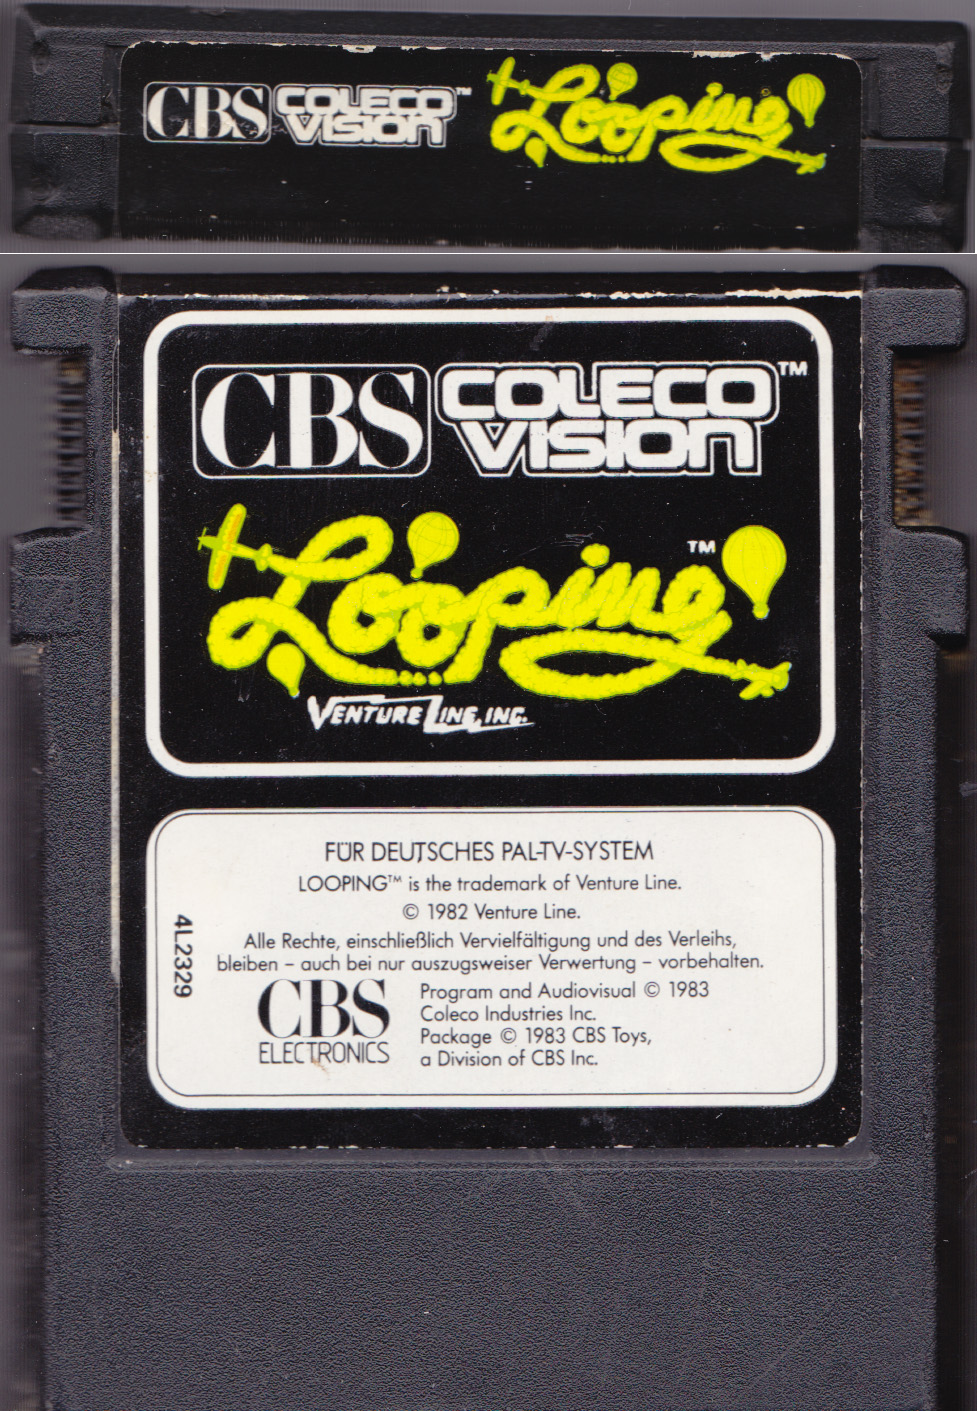 CBS COLECO VISION™ Looping
CBS COLECO VISION™
Looping™
VENTURE LINE, INC.
FÜR DEUTSCHES PAL-TV-SYSTEM
LOOPING™ is the trademark of Venture Line.
© 1982 Venture Line.
Alle Rechte, einschließlich Vervielfältigung und des Verleihs,
bleiben – auch bei nur auszugsweiser Verwertung – vorbehalten.
4L2329
CBS
ELECTRONICS
Program and Audiovisual © 1983
Coleco Industries Inc.
Package © 1983 CBS Toys,
a Division of CBS Inc.